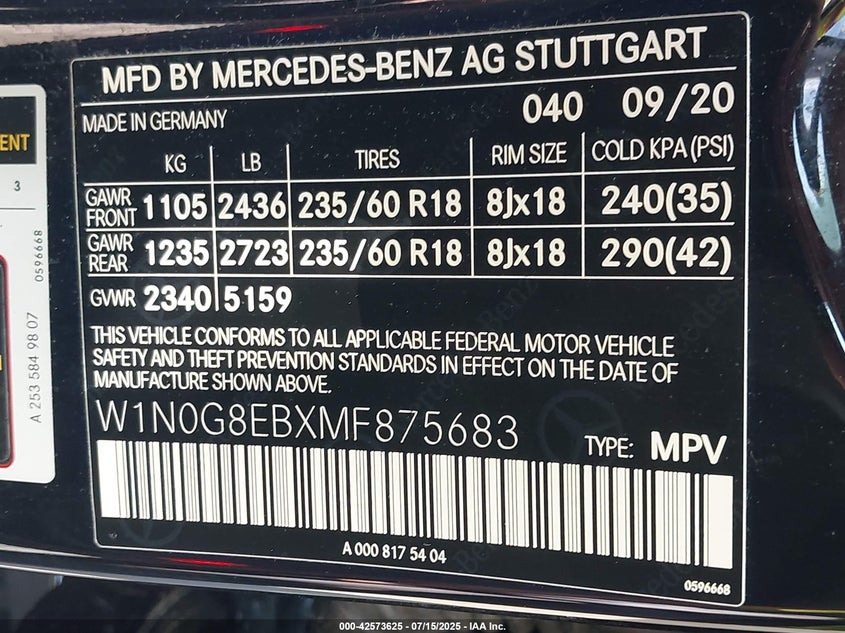 MFD BY MERCEDES-BENZ AG STUTTGART
MADE IN GERMANY 040 09/20
KG LB TIRES RIM SIZE COLD KPA (PSI)
GAWR FRONT 1105 2436 235/60 R18 8Jx18 240(35)
GAWR REAR 1235 2723 235/60 R18 8Jx18 290(42)
GVWR 2340 5159
THIS VEHICLE CONFORMS TO ALL APPLICABLE FEDERAL MOTOR VEHICLE
SAFETY AND THEFT PREVENTION STANDARDS IN EFFECT ON THE DATE OF
MANUFACTURE SHOWN ABOVE.
W1N0G8EBXMF875683
TYPE: MPV
A 000 817 54 04
0596668
ENT
3
0596668
A 253 584 98 07
000-42573625 - 07/15/2025 - IAA Inc.